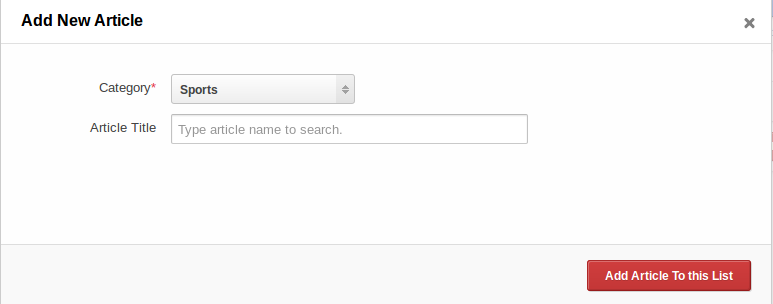 Add New Article
Category*
Sports
Article Title
Type article name to search.
Add Article To this List